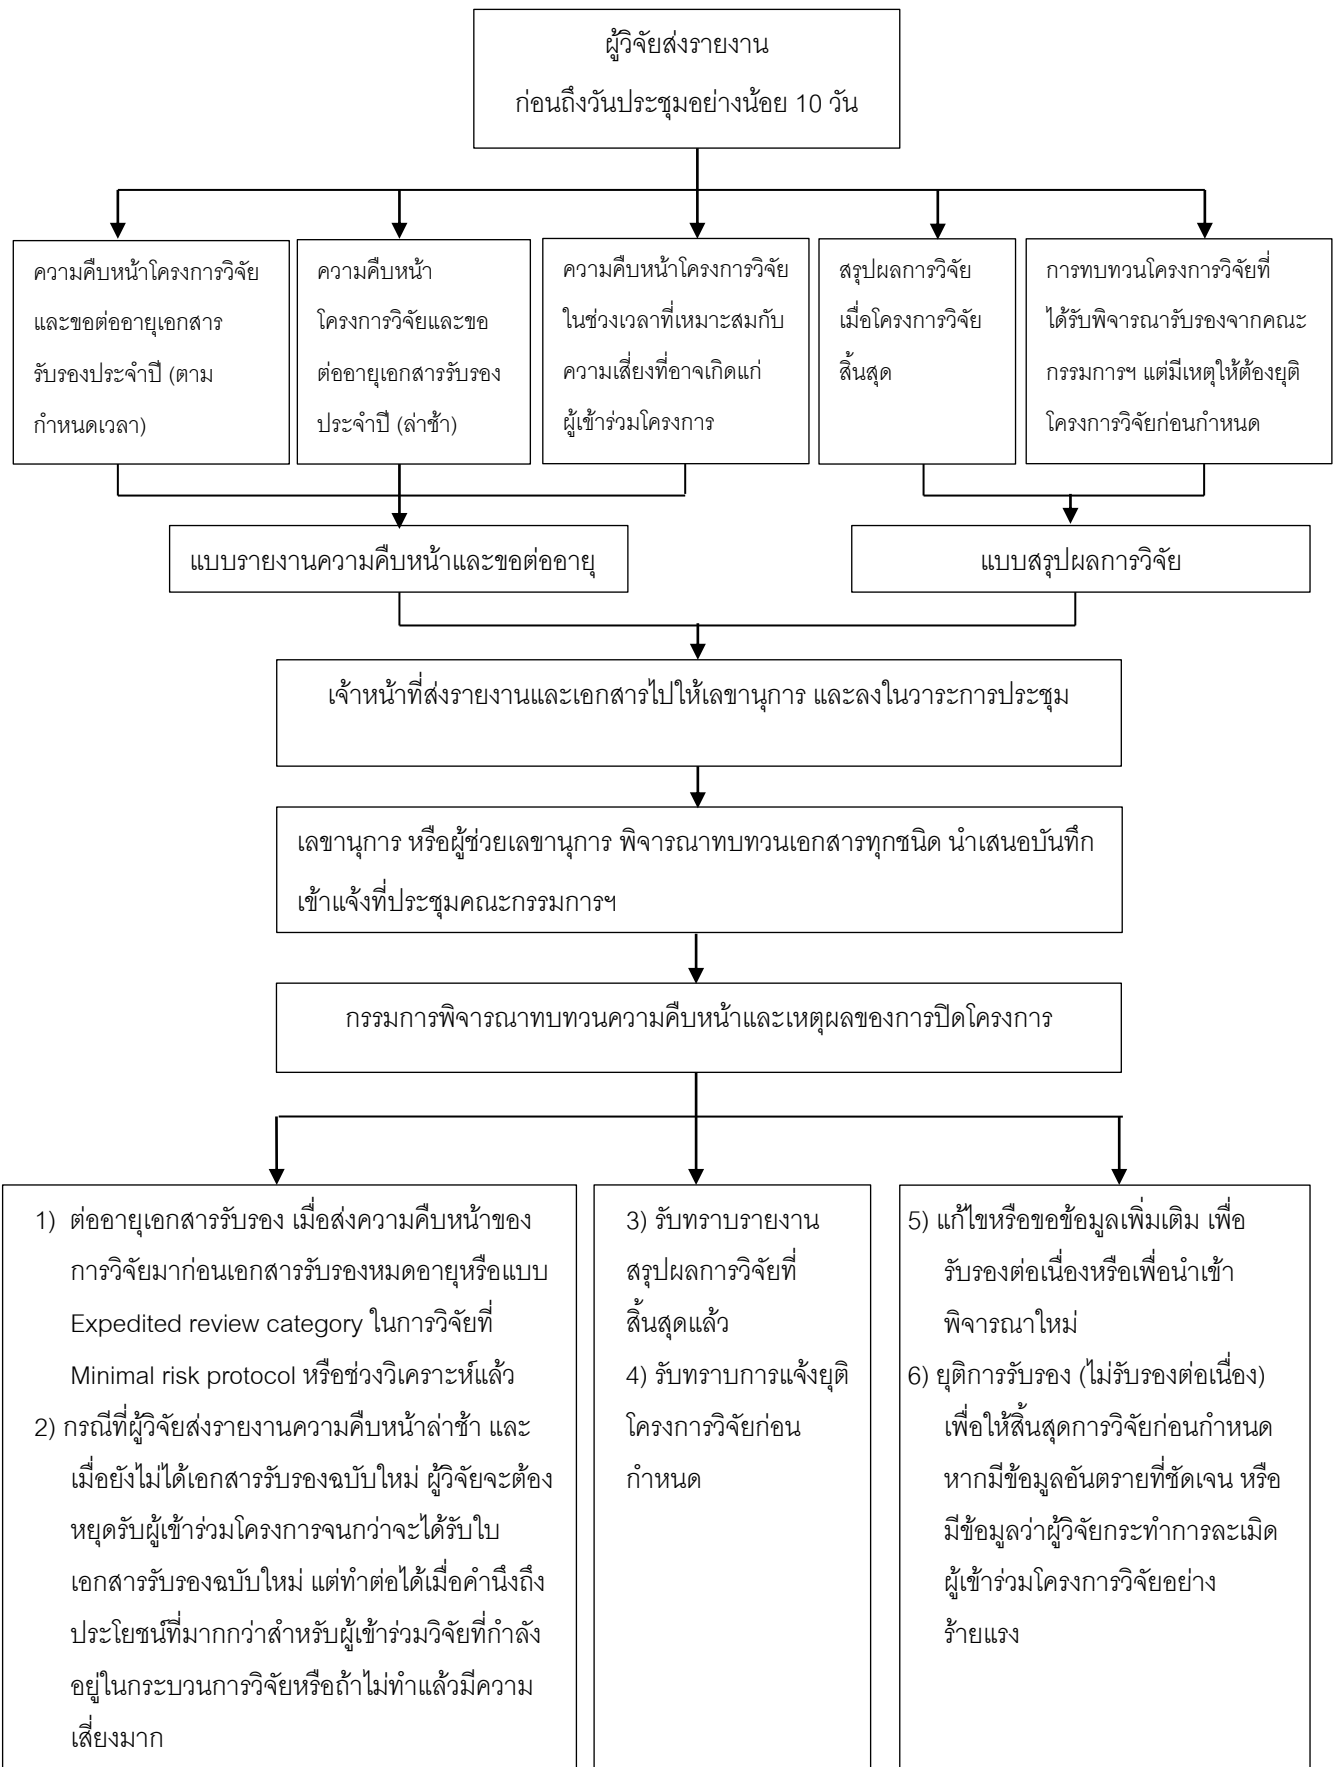 ผู้วิจัยส่งรายงาน
ก่อนถึงวันประชุมอย่างน้อย 10 วัน
ความคืบหน้าโครงการวิจัย
และขอต่ออายุเอกสาร
รับรองประจำปี (ตาม
กำหนดเวลา)
ความคืบหน้า
โครงการวิจัยและขอ
ต่ออายุเอกสารรับรอง
ประจำปี (ล่าช้า)
ความคืบหน้าโครงการวิจัย
ในช่วงเวลาที่เหมาะสมกับ
ความเสี่ยงที่อาจเกิดแก่
ผู้เข้าร่วมโครงการ
สรุปผลการวิจัย
เมื่อโครงการวิจัย
สิ้นสุด
การทบทวนโครงการวิจัยที่
ได้รับพิจารณารับรองจากคณะ
กรรมการฯ แต่มีเหตุให้ต้องยุติ
โครงการวิจัยก่อนกำหนด
แบบรายงานความคืบหน้าและขอต่ออายุ
แบบสรุปผลการวิจัย
เจ้าหน้าที่ส่งรายงานและเอกสารไปให้เลขานุการ และลงในวาระการประชุม
เลขานุการ หรือผู้ช่วยเลขานุการ พิจารณาทบทวนเอกสารทุกชนิด นำเสนอบันทึก
เข้าแจ้งที่ประชุมคณะกรรมการฯ
กรรมการพิจารณาทบทวนความคืบหน้าและเหตุผลของการปิดโครงการ
1) ต่ออายุเอกสารรับรอง เมื่อส่งความคืบหน้าของ
การวิจัยมาก่อนเอกสารรับรองหมดอายุหรือแบบ
Expedited review category ในการวิจัยที่
Minimal risk protocol หรือช่วงวิเคราะห์แล้ว
2) กรณีที่ผู้วิจัยส่งรายงานความคืบหน้าล่าช้า และ
เมื่อยังไม่ได้เอกสารรับรองฉบับใหม่ ผู้วิจัยจะต้อง
หยุดรับผู้เข้าร่วมโครงการจนกว่าจะได้รับใบ
เอกสารรับรองฉบับใหม่ แต่ทำต่อได้เมื่อคำนึงถึง
ประโยชน์ที่มากกว่าสำหรับผู้เข้าร่วมวิจัยที่กำลัง
อยู่ในกระบวนการวิจัยหรือถ้าไม่ทำแล้วมีความ
เสี่ยงมาก
3) รับทราบรายงาน
สรุปผลการวิจัยที่
สิ้นสุดแล้ว
4) รับทราบการแจ้งยุติ
โครงการวิจัยก่อน
กำหนด
5) แก้ไขหรือขอข้อมูลเพิ่มเติม เพื่อ
รับรองต่อเนื่องหรือเพื่อนำเข้า
พิจารณาใหม่
6) ยุติการรับรอง (ไม่รับรองต่อเนื่อง)
เพื่อให้สิ้นสุดการวิจัยก่อนกำหนด
หากมีข้อมูลอันตรายที่ชัดเจน หรือ
มีข้อมูลว่าผู้วิจัยกระทำการละเมิด
ผู้เข้าร่วมโครงการวิจัยอย่าง
ร้ายแรง